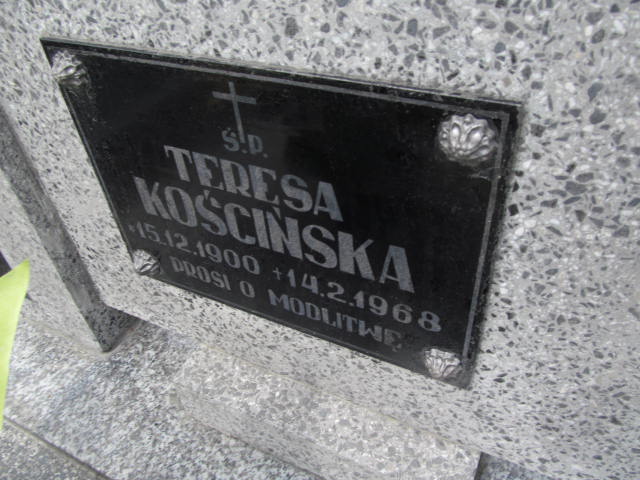 Ś.P.
TERESA
KOŚCIŃSKA
*15.12.1900 +14.2.1968
PROSI O MODLITWĘ